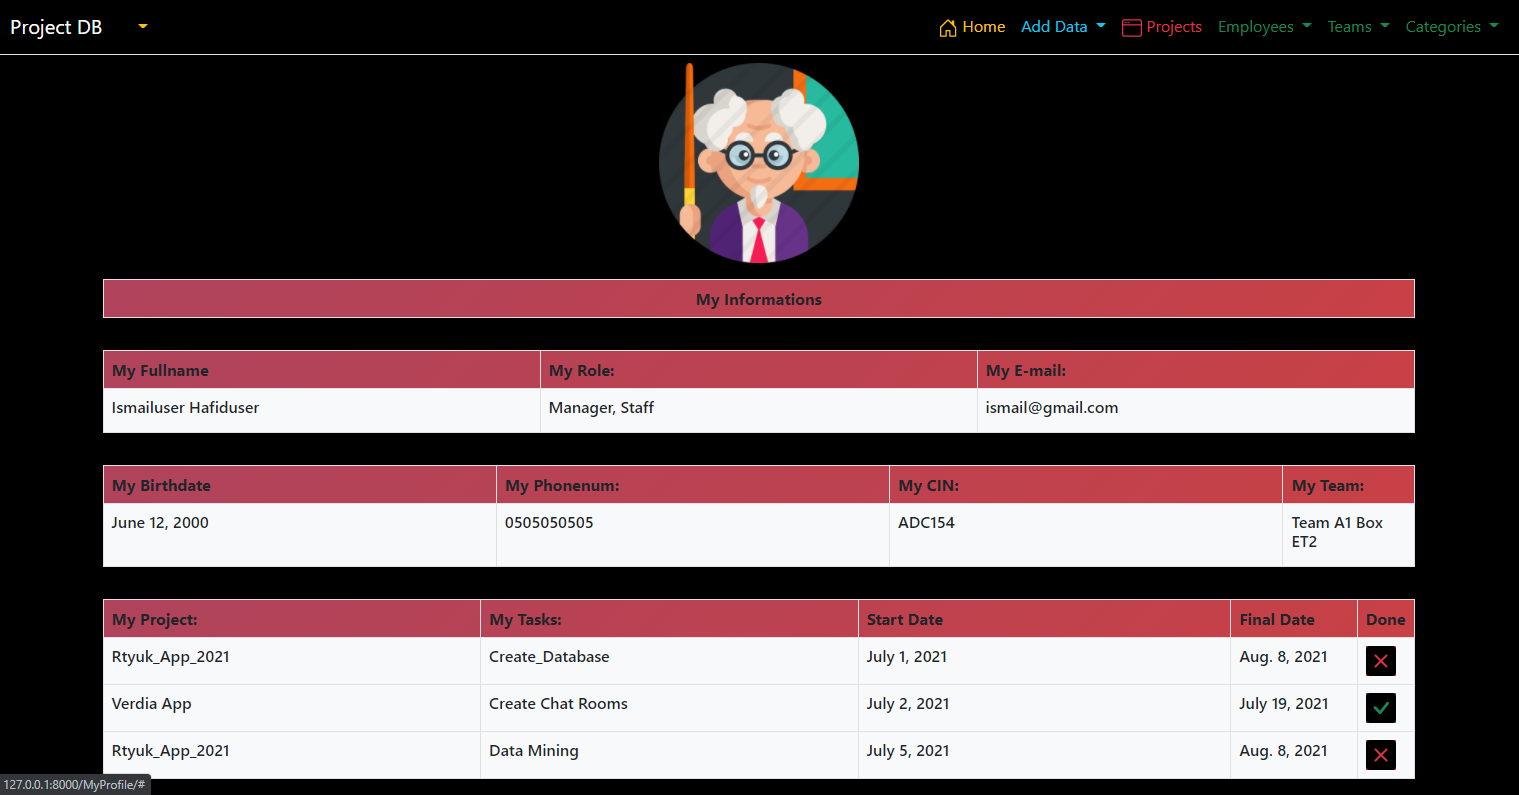 Project DB Home Add Data Projects Employees Teams Categories
My Informations
My Fullname My Role: My E-mail:
Ismailuser Hafiduser Manager, Staff ismail@gmail.com
My Birthdate My Phonenum: My CIN: My Team:
June 12, 2000 0505050505 ADC154 Team A1 Box
ET2
My Project: My Tasks: Start Date Final Date Done
Rtyuk_App_2021 Create_Database July 1, 2021 Aug. 8, 2021
Verdia App Create Chat Rooms July 2, 2021 July 19, 2021
Rtyuk_App_2021 Data Mining July 5, 2021 Aug. 8, 2021
127.0.0.1:8000/MyProfile/#